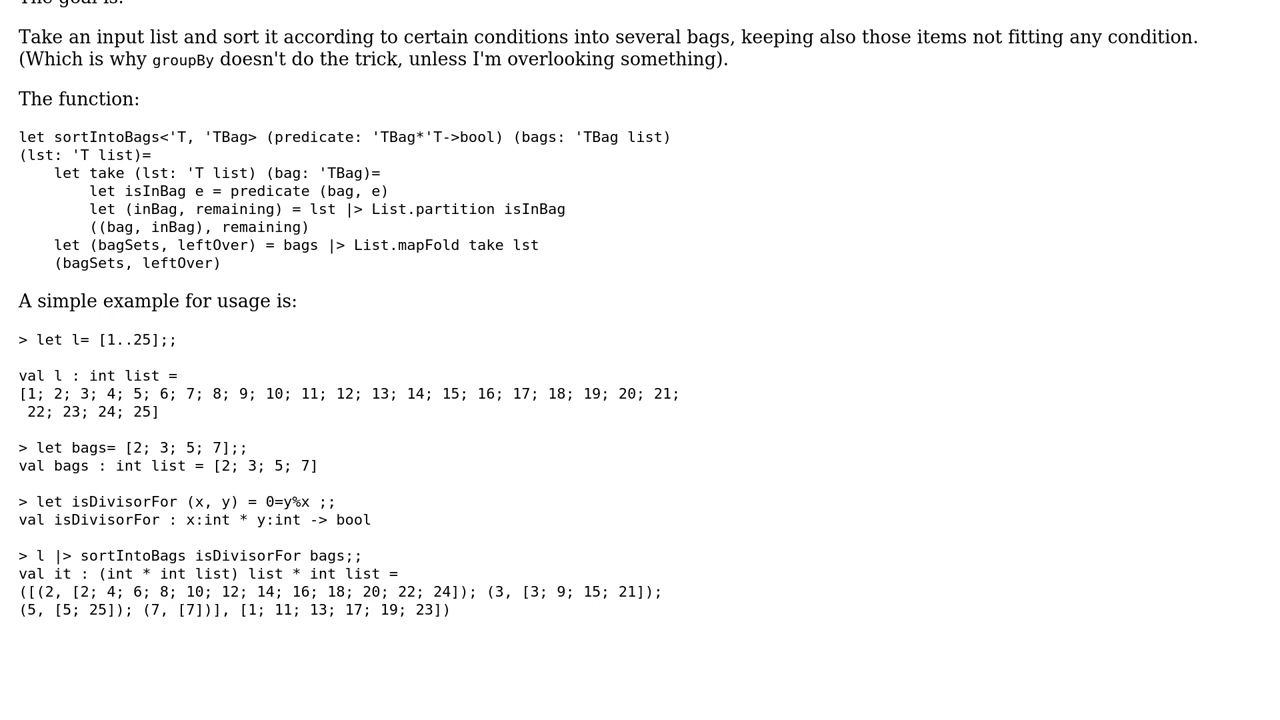 The goal is:
Take an input list and sort it according to certain conditions into several bags, keeping also those items not fitting any condition.
(Which is why groupBy doesn't do the trick, unless I'm overlooking something).
The function:
let sortIntoBags<'T, 'TBag> (predicate: 'TBag*'T->bool) (bags: 'TBag list)
(lst: 'T list)=
    let take (lst: 'T list) (bag: 'TBag)=
        let isInBag e = predicate (bag, e)
        let (inBag, remaining) = lst |> List.partition isInBag
        ((bag, inBag), remaining)
    let (bagSets, leftOver) = bags |> List.mapFold take lst
    (bagSets, leftOver)
A simple example for usage is:
> let l= [1..25];;
val l : int list =
[1; 2; 3; 4; 5; 6; 7; 8; 9; 10; 11; 12; 13; 14; 15; 16; 17; 18; 19; 20; 21;
 22; 23; 24; 25]
> let bags= [2; 3; 5; 7];;
val bags : int list = [2; 3; 5; 7]
> let isDivisorFor (x, y) = 0=y%x ;;
val isDivisorFor : x:int * y:int -> bool
> l |> sortIntoBags isDivisorFor bags;;
val it : (int * int list) list * int list =
([(2, [2; 4; 6; 8; 10; 12; 14; 16; 18; 20; 22; 24]); (3, [3; 9; 15; 21]);
(5, [5; 25]); (7, [7])], [1; 11; 13; 17; 19; 23])